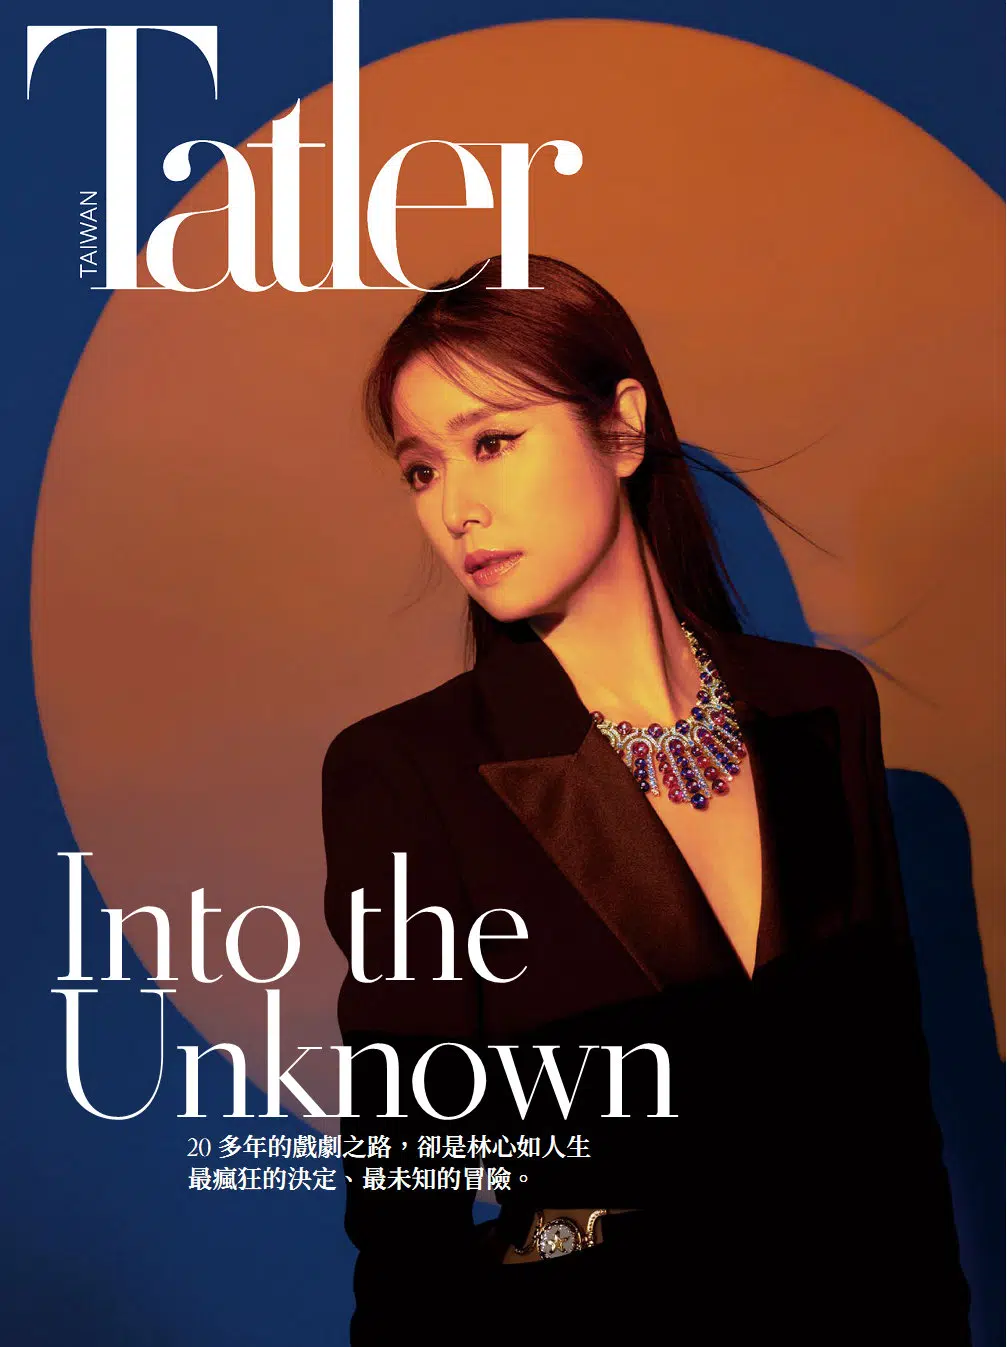 Tatler
TAIWAN
Into the
Unknown
20 多年的戲劇之路，卻是林心如人生
最瘋狂的決定、最未知的冒險。